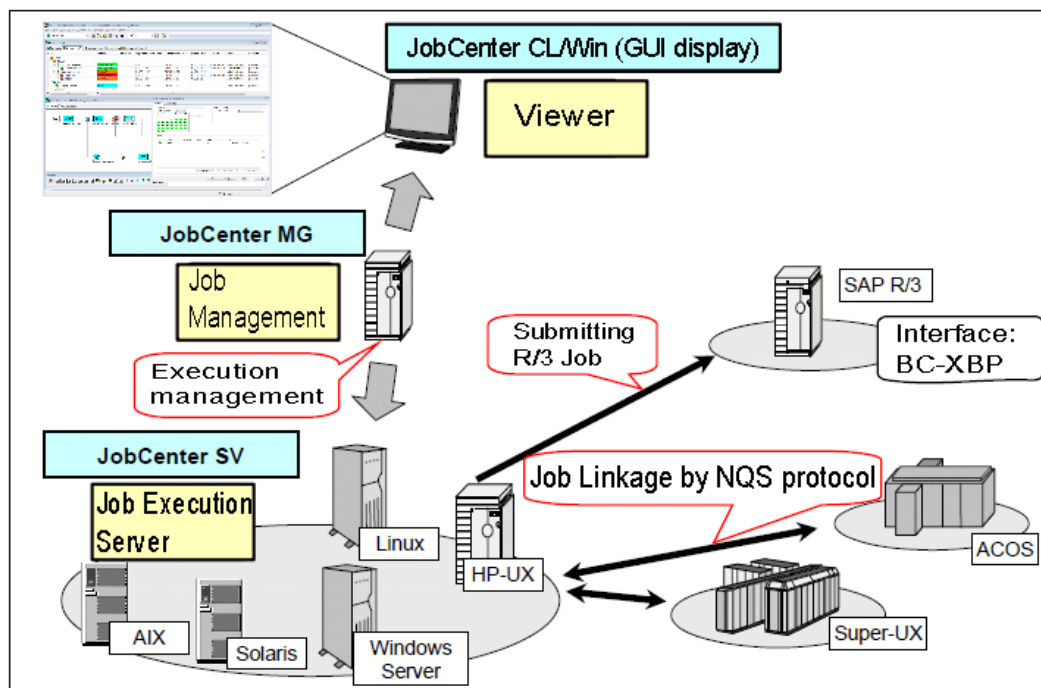 JobCenter CL/Win (GUI display)
Viewer
JobCenter MG
Job
Management
Execution
management
Submitting
R/3 Job
SAP R/3
Interface:
BC-XBP
JobCenter SV
Job Execution
Server
Linux
HP-UX
Job Linkage by NQS protocol
ACOS
AIX
Solaris
Windows
Server
Super-UX